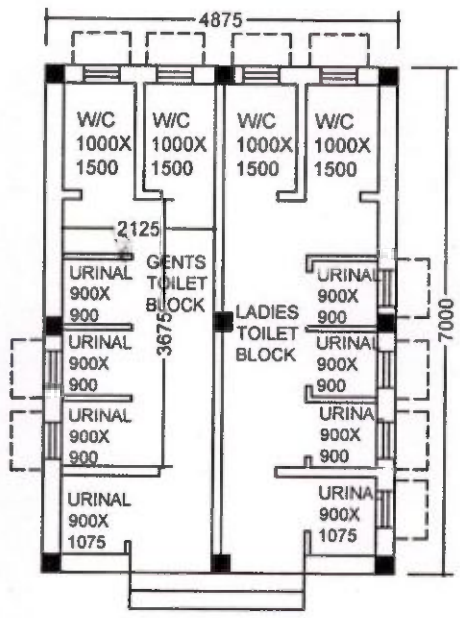 4875
W/C
1000X
1500
W/C
1000X
1500
W/C
1000X
1500
W/C
1000X
1500
2125
GENTS
TOILET
BLOCK
3675
LADIES
TOILET
BLOCK
7000
URINAL
900X
900
URINAL
900X
900
URINAL
900X
900
URINAL
900X
1075
URINAL
900X
900
URINAL
900X
900
URINA
900X
900
URINA
900X
1075